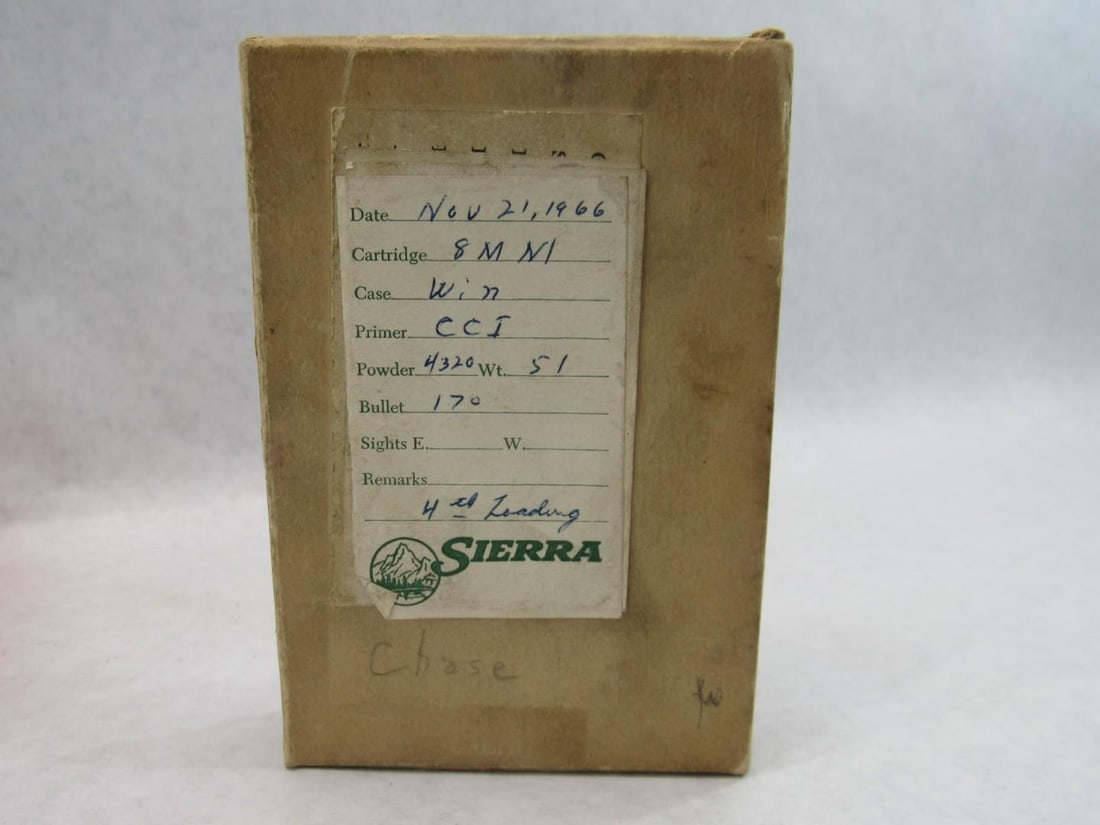 Date Nov 21, 1966
Cartridge 8 M M
Case Win
Primer CCI
Powder 4320 Wt. 51
Bullet 170
Sights E. W.
Remarks
4th Loading
SIERRA
Chase